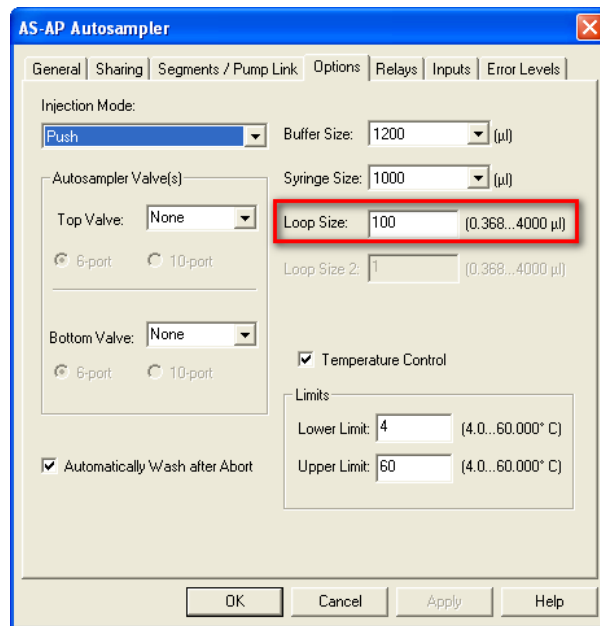 AS-AP Autosampler
General Sharing Segments / Pump Link Options Relays Inputs Error Levels
Injection Mode:
Push
Buffer Size: 1200 (µl)
Autosampler Valve(s)
Syringe Size: 1000 (µl)
Top Valve: None
Loop Size: 100 (0.368...4000 µl)
6-port 10-port
Loop Size 2: 1 (0.368...4000 µl)
Bottom Valve: None
6-port 10-port
Temperature Control
Limits
Lower Limit: 4 (4.0...60.000° C)
Automatically Wash after Abort
Upper Limit: 60 (4.0...60.000° C)
OK Cancel Apply Help